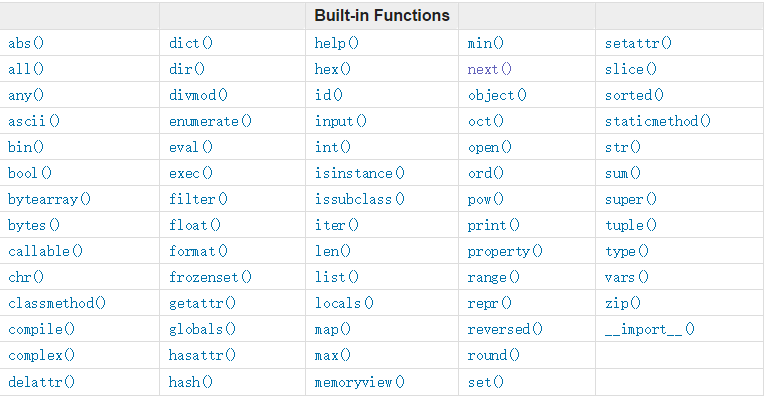 Built-in Functions
abs() dict() help() min() setattr()
all() dir() hex() next() slice()
any() divmod() id() object() sorted()
ascii() enumerate() input() oct() staticmethod()
bin() eval() int() open() str()
bool() exec() isinstance() ord() sum()
bytearray() filter() issubclass() pow() super()
bytes() float() iter() print() tuple()
callable() format() len() property() type()
chr() frozenset() list() range() vars()
classmethod() getattr() locals() repr() zip()
compile() globals() map() reversed() __import__()
complex() hasattr() max() round()
delattr() hash() memoryview() set()